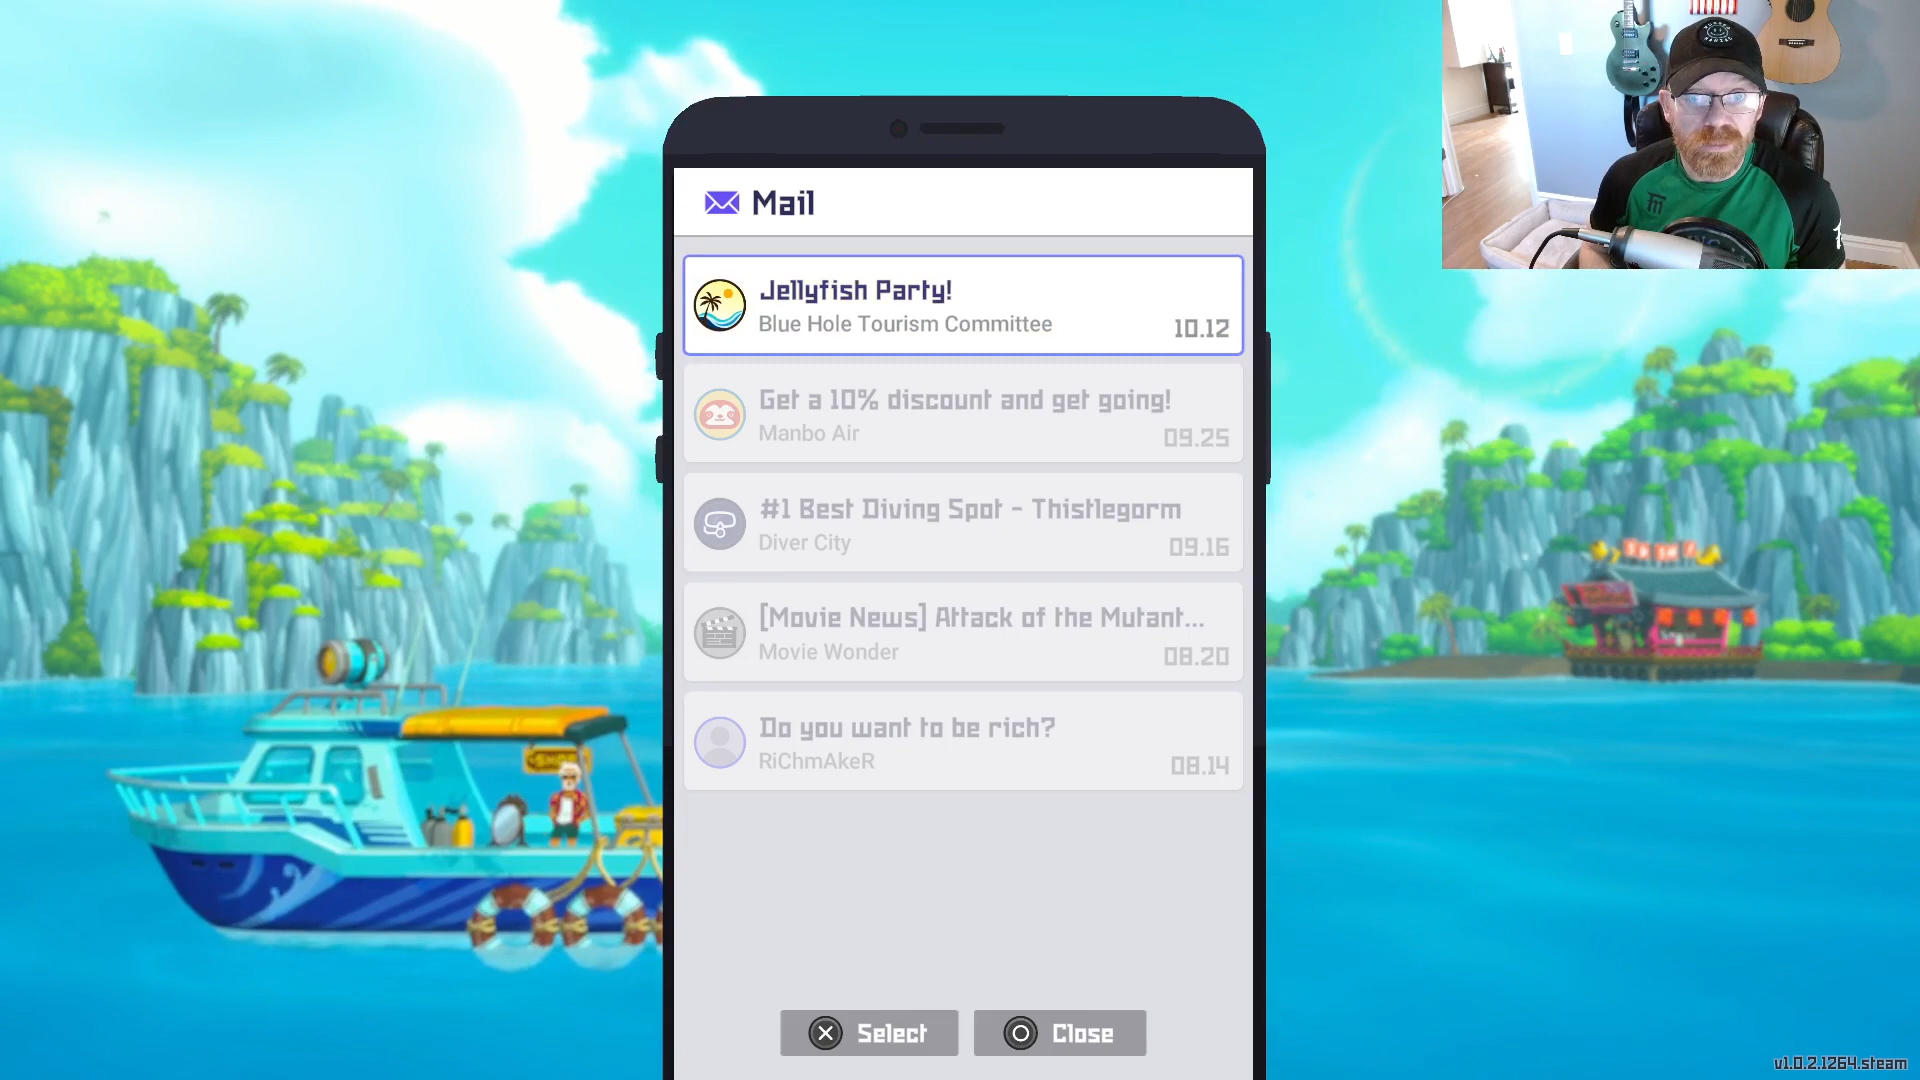 Mail
Jellyfish Party!
Blue Hole Tourism Committee
10.12
Get a 10% discount and get going!
Manbo Air
09.25
#1 Best Diving Spot - Thistlegorm
Diver City
09.16
[Movie News] Attack of the Mutant...
Movie Wonder
08.20
Do you want to be rich?
RiChmAkeR
08.14
Select
Close
v1.0.2.1264.steam